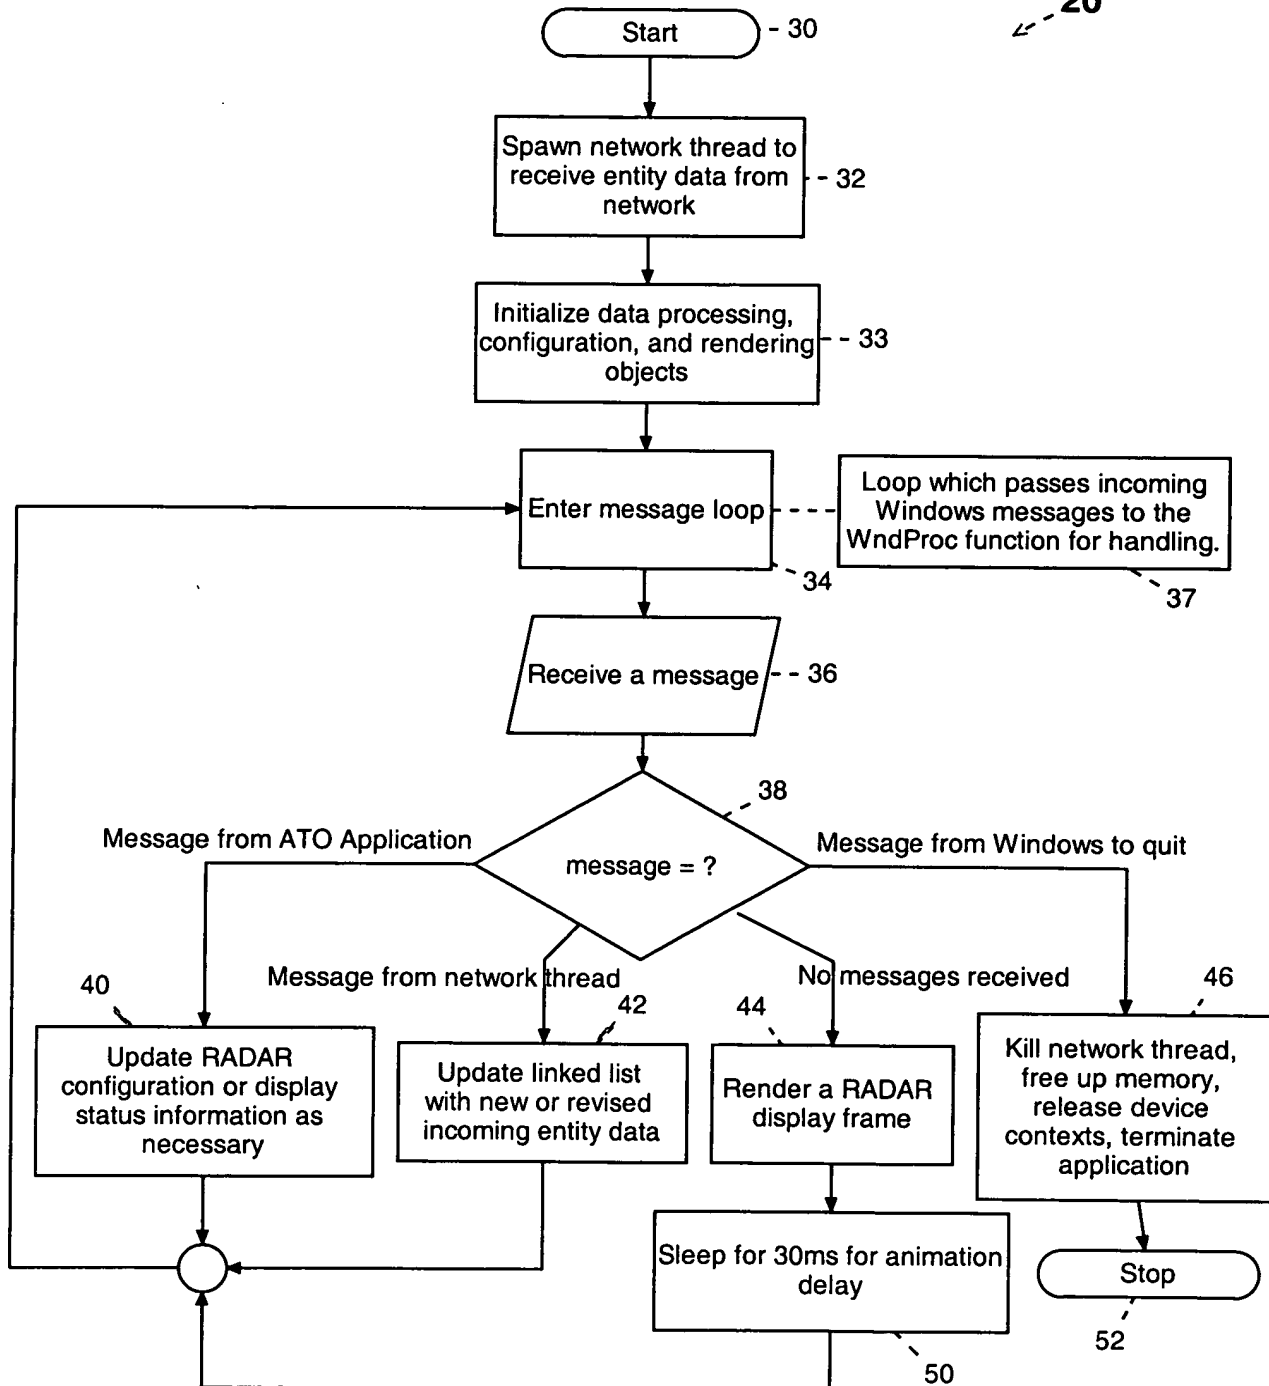 20
Start
30
Spawn network thread to
receive entity data from
network
32
Initialize data processing,
configuration, and rendering
objects
33
Enter message loop
34
Loop which passes incoming
Windows messages to the
WndProc function for handling.
37
Receive a message
36
38
message = ?
Message from ATO Application
Message from Windows to quit
Message from network thread
No messages received
40
Update RADAR
configuration or display
status information as
necessary
42
Update linked list
with new or revised
incoming entity data
44
Render a RADAR
display frame
46
Kill network thread,
free up memory,
release device
contexts, terminate
application
Sleep for 30ms for animation
delay
50
Stop
52